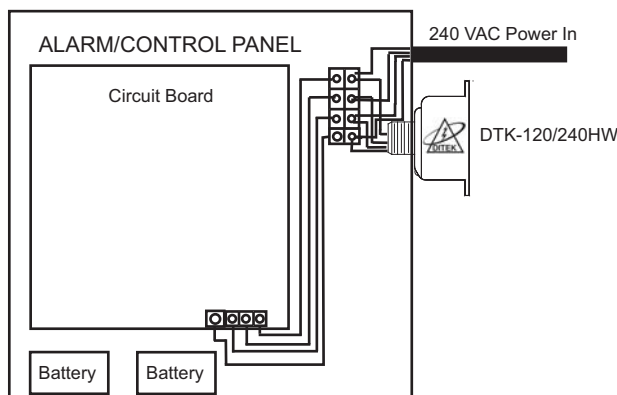 240 VAC Power In
ALARM/CONTROL PANEL
Circuit Board
DITEK
DTK-120/240HW
Battery
Battery